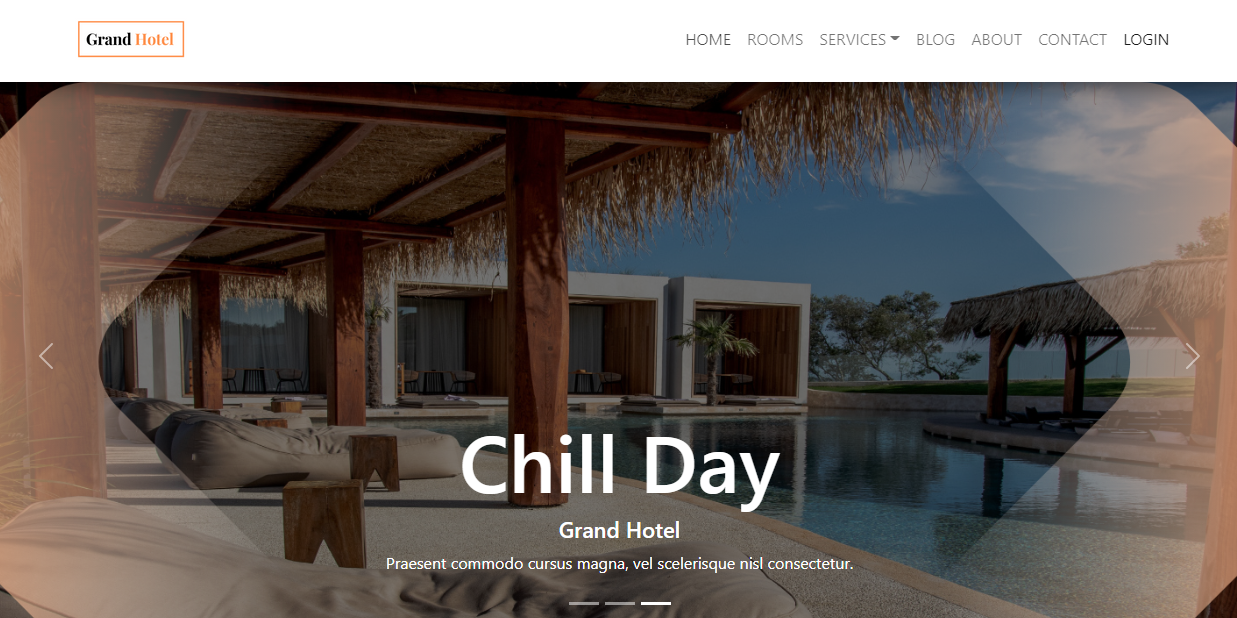 Grand Hotel
HOME ROOMS SERVICES BLOG ABOUT CONTACT LOGIN
Chill Day
Grand Hotel
Praesent commodo cursus magna, vel scelerisque nisl consectetur.